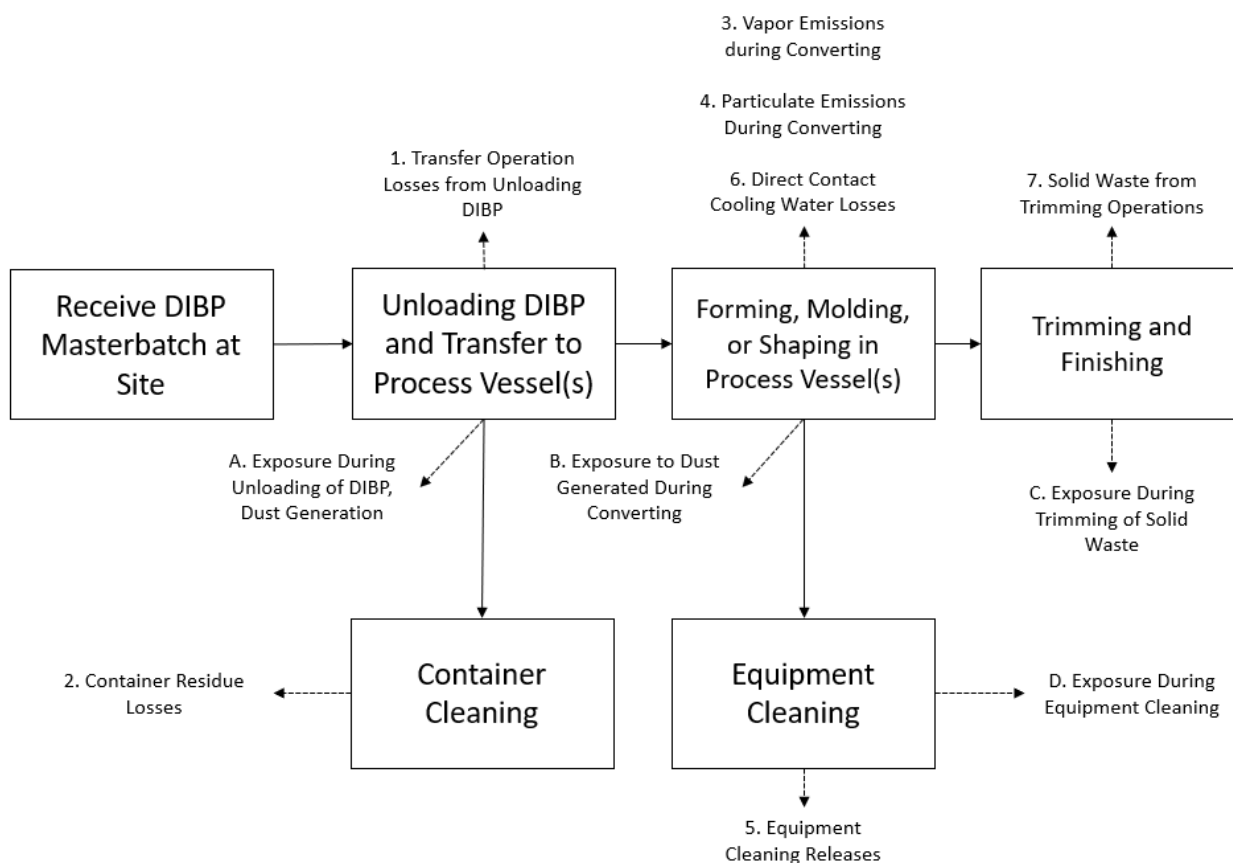 3. Vapor Emissions
during Converting
4. Particulate Emissions
During Converting
1. Transfer Operation
Losses from Unloading
DIBP
6. Direct Contact
Cooling Water Losses
7. Solid Waste from
Trimming Operations
Receive DIBP
Masterbatch at
Site
Unloading DIBP
and Transfer to
Process Vessel(s)
Forming, Molding,
or Shaping in
Process Vessel(s)
Trimming and
Finishing
A. Exposure During
Unloading of DIBP,
Dust Generation
B. Exposure to Dust
Generated During
Converting
C. Exposure During
Trimming of Solid
Waste
2. Container Residue
Losses
Container
Cleaning
Equipment
Cleaning
D. Exposure During
Equipment Cleaning
5. Equipment
Cleaning Releases